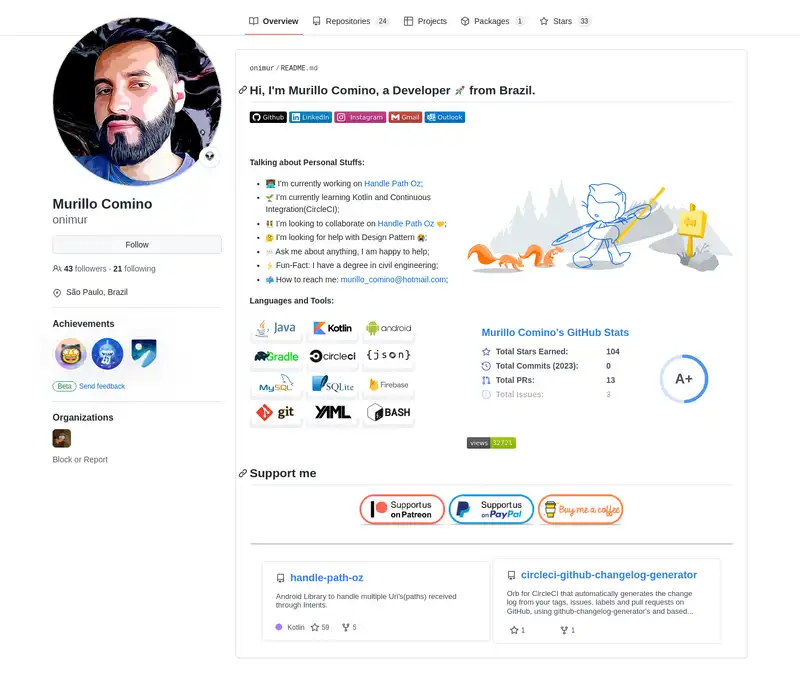 Overview
Repositories 24
Projects
Packages 1
Stars 33
Murillo Comino
onimur
Follow
43 followers · 21 following
São Paulo, Brazil
Achievements
Beta Send feedback
Organizations
Block or Report
onimur / README.md
Hi, I'm Murillo Comino, a Developer 🚀 from Brazil.
Github LinkedIn Instagram Gmail Outlook
Talking about Personal Stuffs:
I'm currently working on Handle Path Oz;
I'm currently learning Kotlin and Continuous
Integration(CircleCI);
I'm looking to collaborate on Handle Path Oz 🤝;
I'm looking for help with Design Pattern 😭;
Ask me about anything, I am happy to help;
Fun-Fact: I have a degree in civil engineering;
How to reach me: murillo_comino@hotmail.com;
Languages and Tools:
Java Kotlin android
Gradle circleci {json}
MySQL SQLite Firebase
git YAML BASH
Murillo Comino's GitHub Stats
Total Stars Earned: 104
Total Commits (2023): 0
Total PRs: 13
Total Issues: 3
A+
views 32721
Support me
Support us
on Patreon
Support us
on PayPal
Buy me a coffee
handle-path-oz
Android Library to handle multiple Uri's(paths) received
through Intents.
Kotlin 59 5
circleci-github-changelog-generator
Orb for CircleCI that automatically generates the change
log from your tags, issues, labels and pull requests on
GitHub, using github-changelog-generator's and based...
1 1